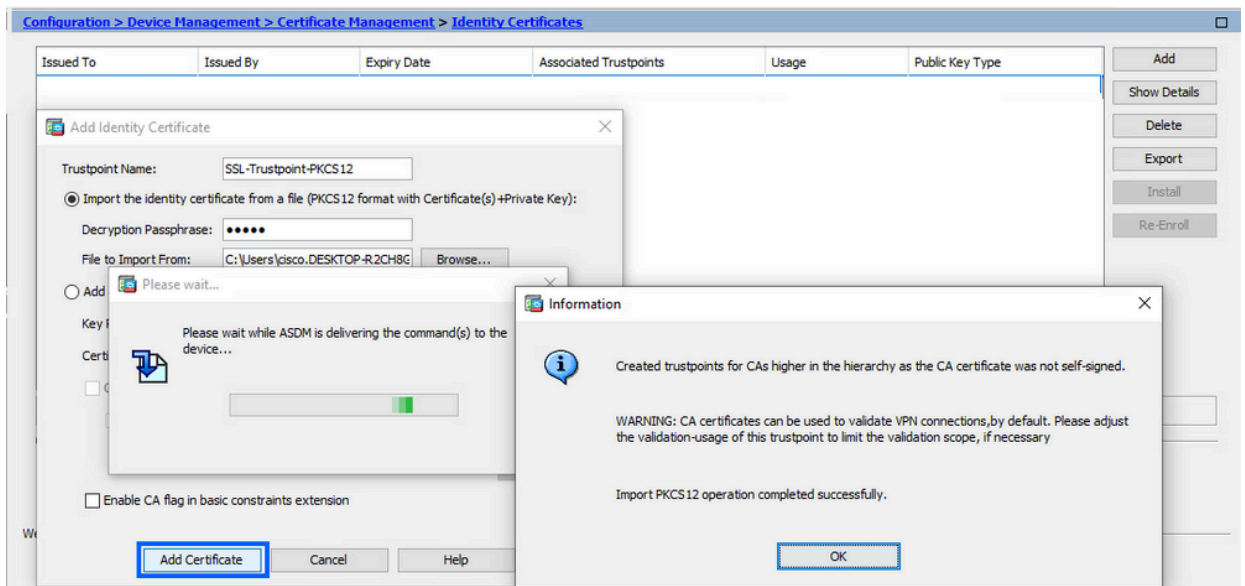 Configuration > Device Management > Certificate Management > Identity Certificates
Issued To Issued By Expiry Date Associated Trustpoints Usage Public Key Type
Add
Show Details
Delete
Export
Install
Re-Enroll
Add Identity Certificate
Trustpoint Name: SSL-Trustpoint-PKCS12
Import the identity certificate from a file (PKCS12 format with Certificate(s)+Private Key):
Decryption Passphrase: •••••
File to Import From: C:\Users\cisco.DESKTOP-R2CH8G Browse...
Add
Key
Certi
Please wait...
Please wait while ASDM is delivering the command(s) to the
device...
Enable CA flag in basic constraints extension
Add Certificate Cancel Help
We
Information
Created trustpoints for CAs higher in the hierarchy as the CA certificate was not self-signed.
WARNING: CA certificates can be used to validate VPN connections,by default. Please adjust
the validation-usage of this trustpoint to limit the validation scope, if necessary
Import PKCS12 operation completed successfully.
OK